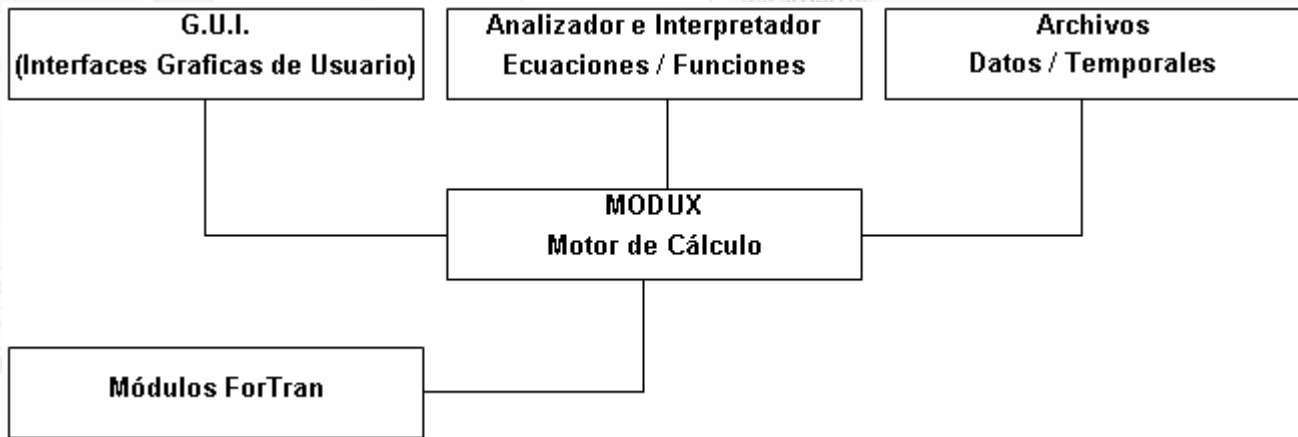 G.U.I.
(Interfaces Graficas de Usuario)
Analizador e Interpretador
Ecuaciones / Funciones
Archivos
Datos / Temporales
MODUX
Motor de Cálculo
Módulos ForTran